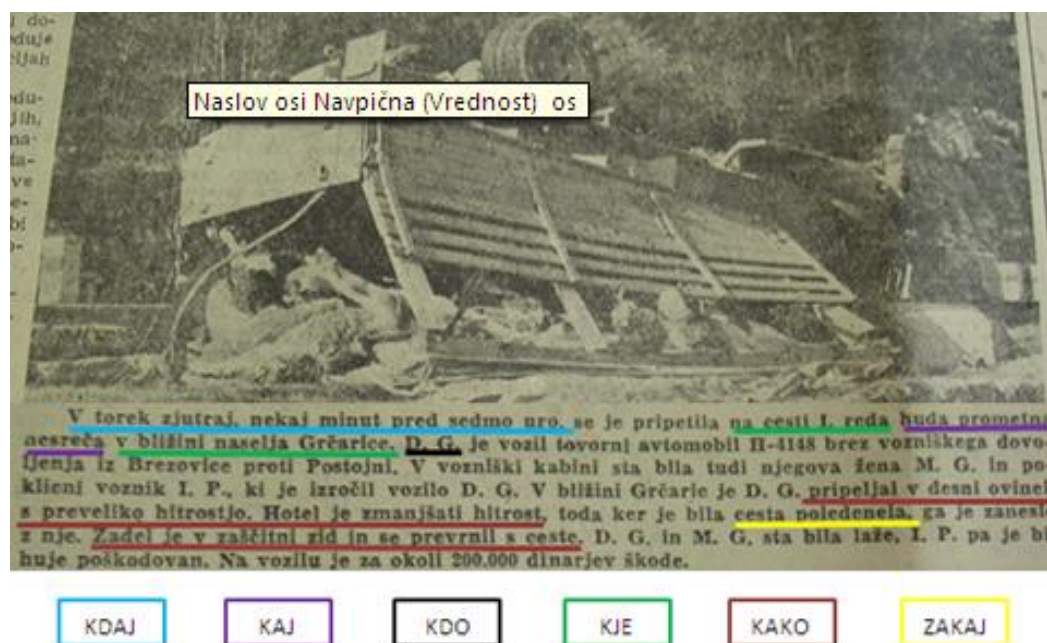 Naslov osi Navpična (Vrednost) os
V torek zjutraj, nekaj minut pred sedmo uro, se je pripetila na cesti I. reda huda prometna
nesreča v bližini naselja Grčarice. D. G. je vozil tovorni avtomobil H-4148 brez vozniškega dovo-
ljenja iz Brezovice proti Postojni. V vozniški kabini sta bila tudi njegova žena M. G. in po-
klicni voznik I. P., ki je izročil vozilo D. G. V bližini Grčaric je D. G. pripeljal v desni ovinek
s preveliko hitrostjo. Hotel je zmanjšati hitrost, toda ker je bila cesta poledenela, ga je zaneslo
z nje. Zadel je v zaščitni zid in se prevrnil s ceste. D. G. in M. G. sta bila laže, I. P. pa je bil
huje poškodovan. Na vozilu je za okoli 200.000 dinarjev škode.
KDAJ KAJ KDO KJE KAKO ZAKAJ